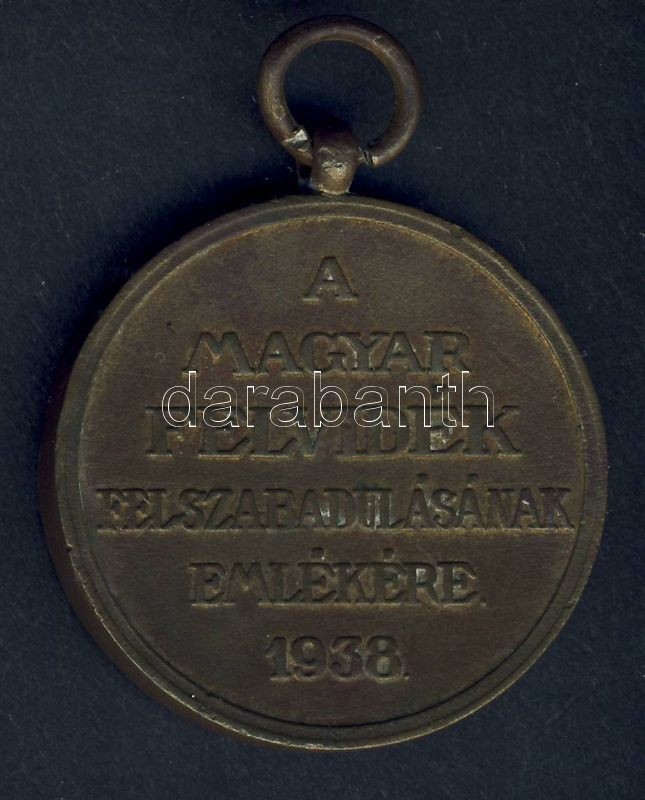 A
MAGYAR
darabanth
FELVIDÉK
FELSZABADULÁSÁNAK
EMLÉKÉRE.
1938.